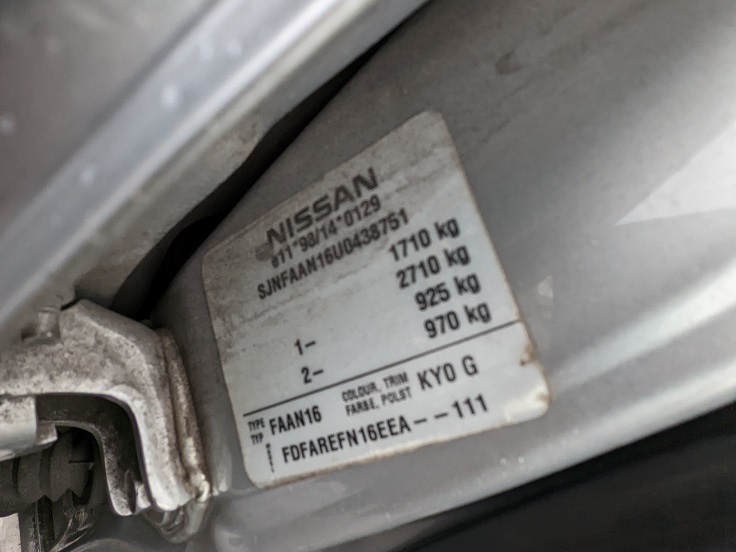 NISSAN
e11*98/14*0129
SJNFAAN16U0438751
1710 kg
2710 kg
1- 925 kg
2- 970 kg
TYPE TYP FAAN16 COLOUR, TRIM FARBE, POLST KY0 G
FDFAREFN16EEA--111